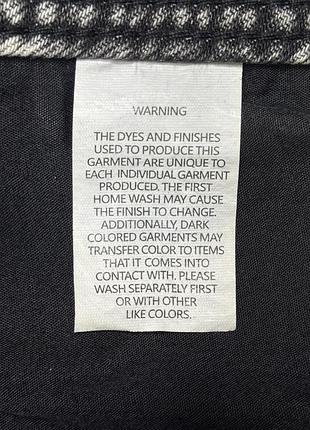 WARNING
THE DYES AND FINISHES
USED TO PRODUCE THIS
GARMENT ARE UNIQUE TO
EACH INDIVIDUAL GARMENT
PRODUCED. THE FIRST
HOME WASH MAY CAUSE
THE FINISH TO CHANGE.
ADDITIONALLY, DARK
COLORED GARMENTS MAY
TRANSFER COLOR TO ITEMS
THAT IT COMES INTO
CONTACT WITH. PLEASE
WASH SEPARATELY FIRST
OR WITH OTHER
LIKE COLORS.